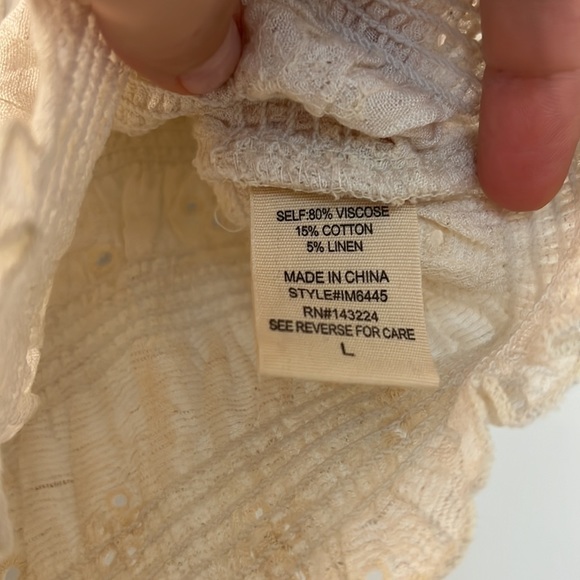 SELF:80% VISCOSE
15% COTTON
5% LINEN
MADE IN CHINA
STYLE#IM6445
RN#143224
SEE REVERSE FOR CARE
L